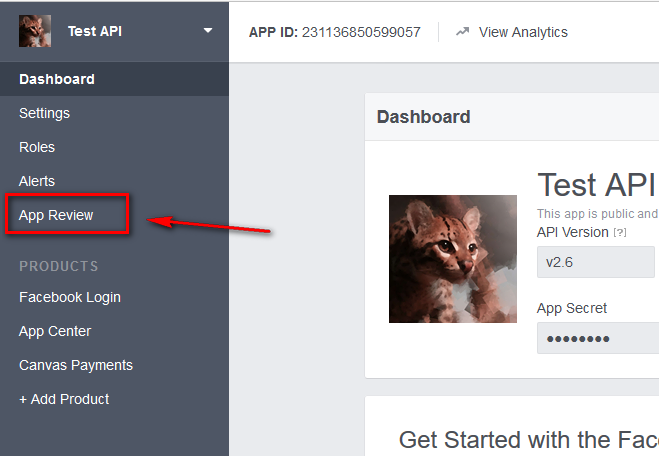 Test API
APP ID: 231136850599057
View Analytics
Dashboard
Settings
Roles
Alerts
App Review
PRODUCTS
Facebook Login
App Center
Canvas Payments
+ Add Product
Dashboard
Test API
This app is public and
API Version [?]
v2.6
App Secret
●●●●●●●●
Get Started with the Fac